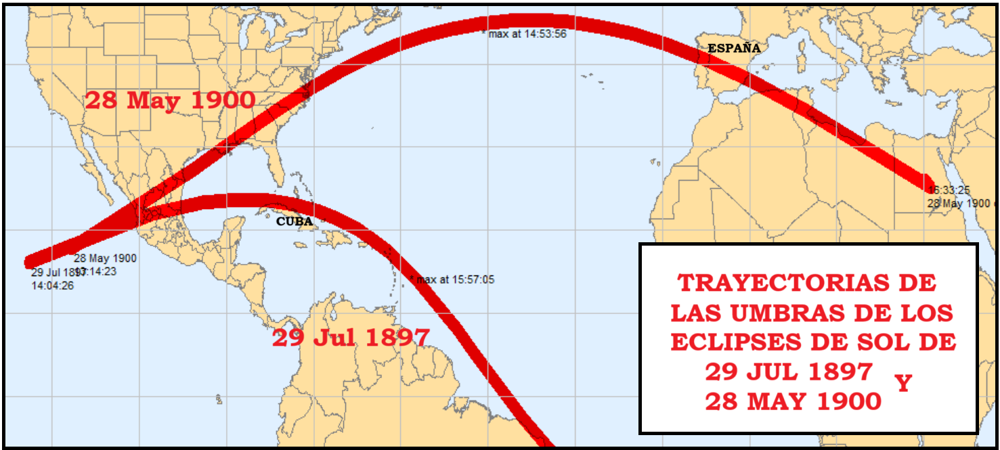 * max at 14:53:56
ESPAÑA
28 May 1900
16:33:25
28 May 1900
CUBA
28 May 1900
13:14:23
29 Jul 1897
14:04:26
* max at 15:57:05
29 Jul 1897
TRAYECTORIAS DE
LAS UMBRAS DE LOS
ECLIPSES DE SOL DE
29 JUL 1897 Y
28 MAY 1900